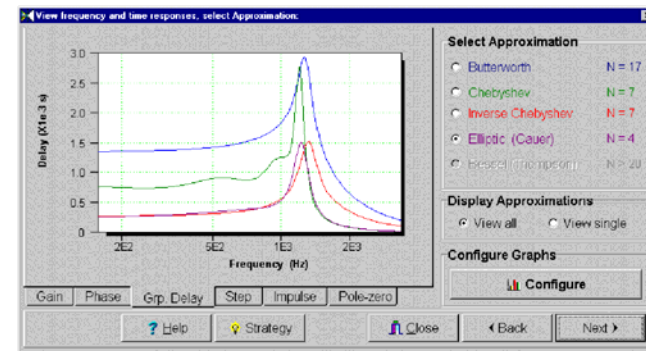 View frequency and time responses, select Approximation:
3.0
2.5
2.0
1.5
1.0
0.5
0
Delay (X1e-3 s)
2E2 5E2 1E3 2E3
Frequency (Hz)
Gain Phase Grp. Delay Step Impulse Pole-zero
Select Approximation
Butterworth N = 17
Chebyshev N = 7
Inverse Chebyshev N = 7
Elliptic (Cauer) N = 4
Bessel (Thompson) N > 20
Display Approximations
View all View single
Configure Graphs
Configure
? Help Strategy Close Back Next